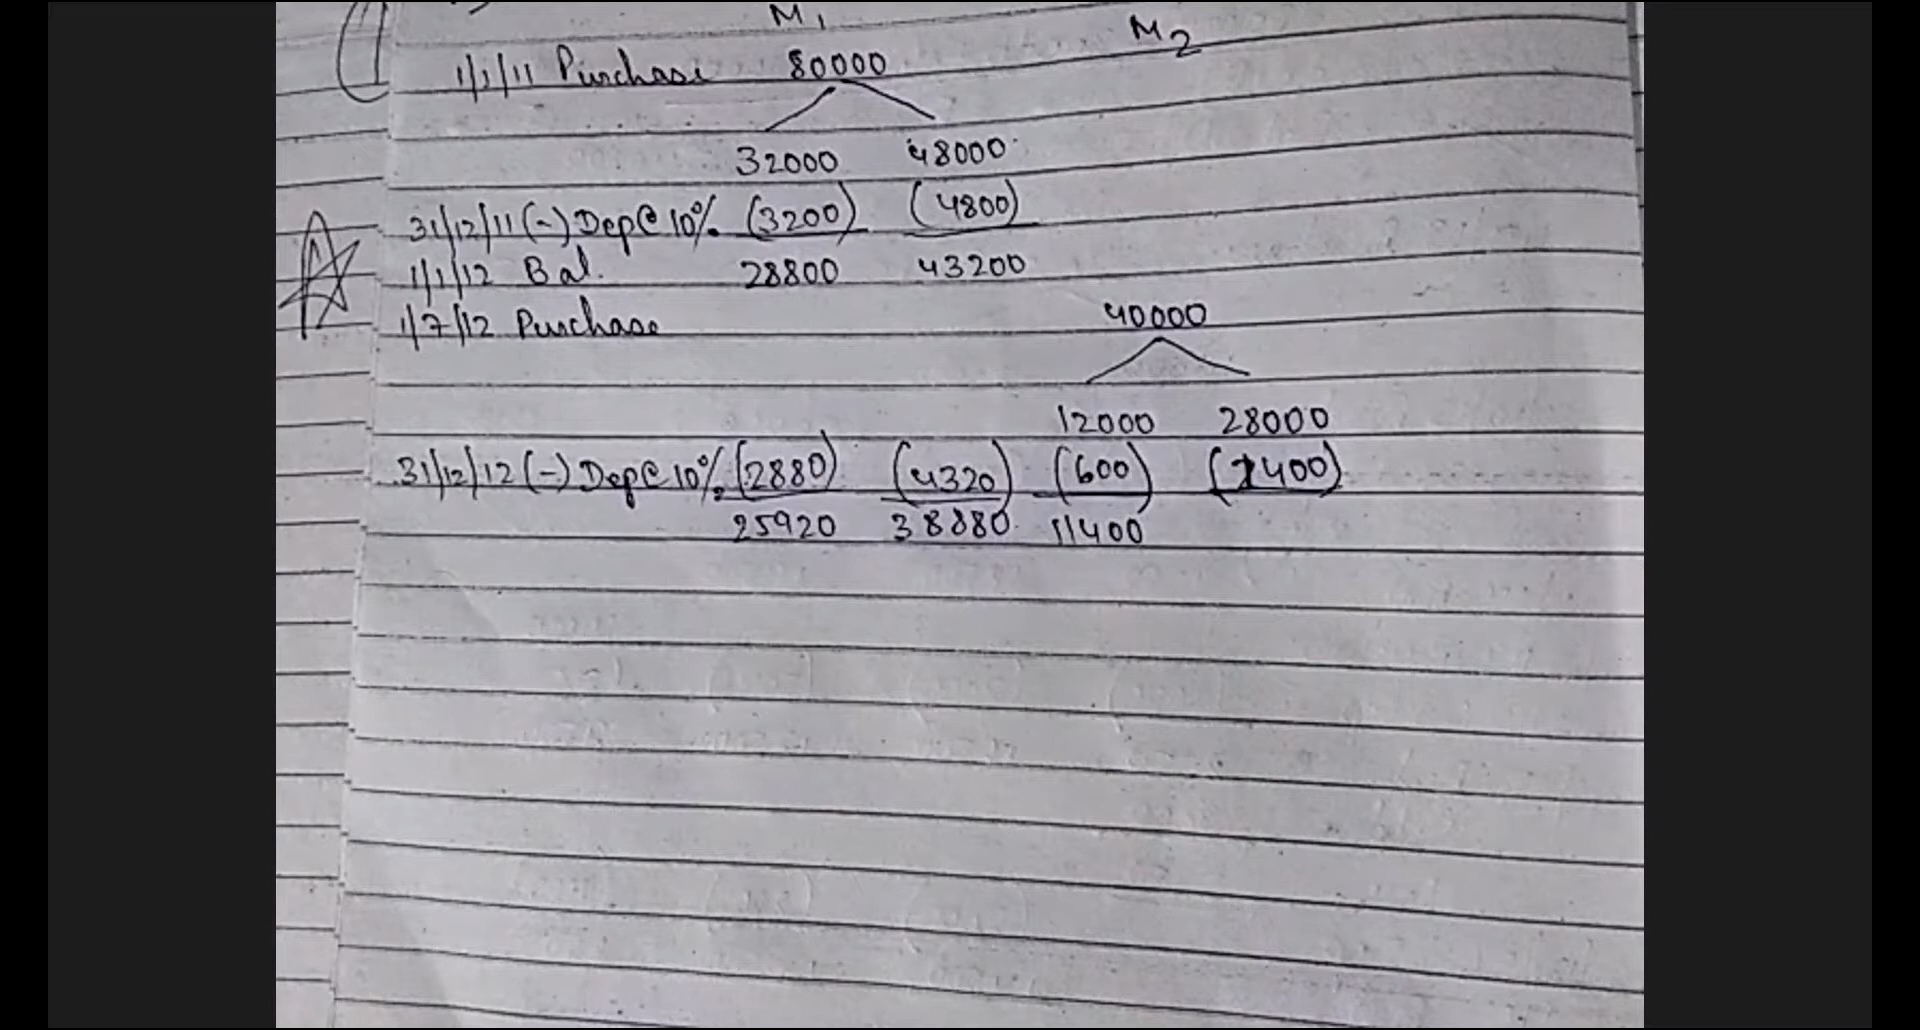 M1 M2
1/1/11 Purchase 80000
32000 48000
31/12/11 (-) Dep@ 10% (3200) (4800)
1/1/12 Bal. 28800 43200
1/7/12 Purchase 40000
12000 28000
31/12/12 (-) Dep@ 10% (2880) (4320) (600) (1400)
25920 38880 11400